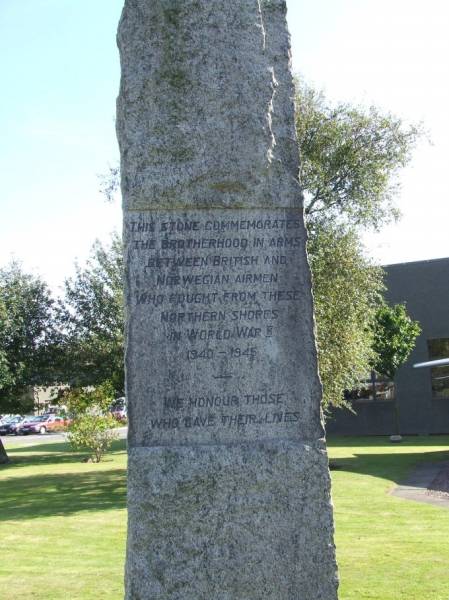 THIS STONE COMMEMORATES
THE BROTHERHOOD IN ARMS
BETWEEN BRITISH AND
NORWEGIAN AIRMEN
WHO FOUGHT FROM THESE
NORTHERN SHORES
IN WORLD WAR II
1940 - 1945
WE HONOUR THOSE
WHO GAVE THEIR LIVES